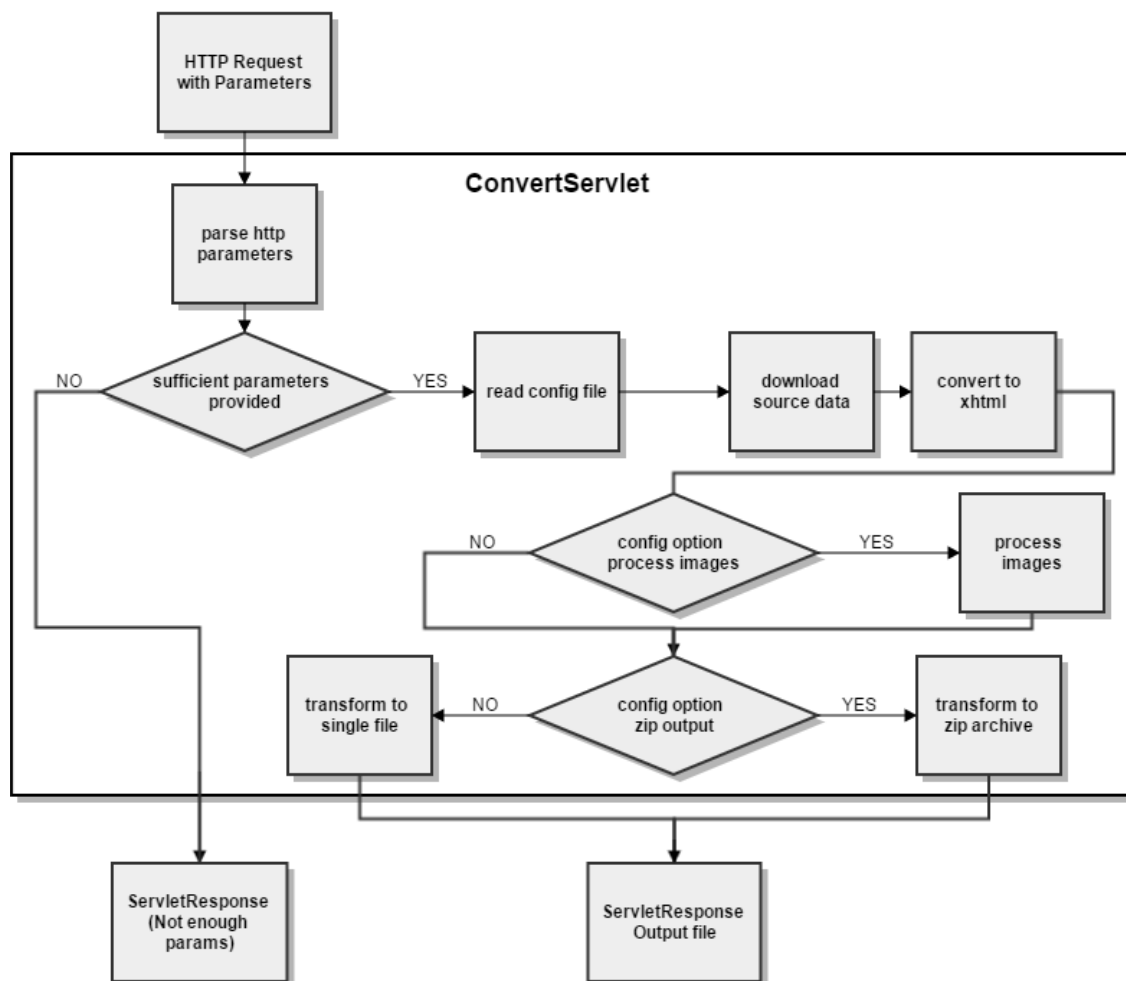 HTTP Request
with Parameters
ConvertServlet
parse http
parameters
NO
sufficient parameters
provided
YES
read config file
download
source data
convert to
xhtml
NO
config option
process images
YES
process
images
transform to
single file
NO
config option
zip output
YES
transform to
zip archive
ServletResponse
(Not enough
params)
ServletResponse
Output file